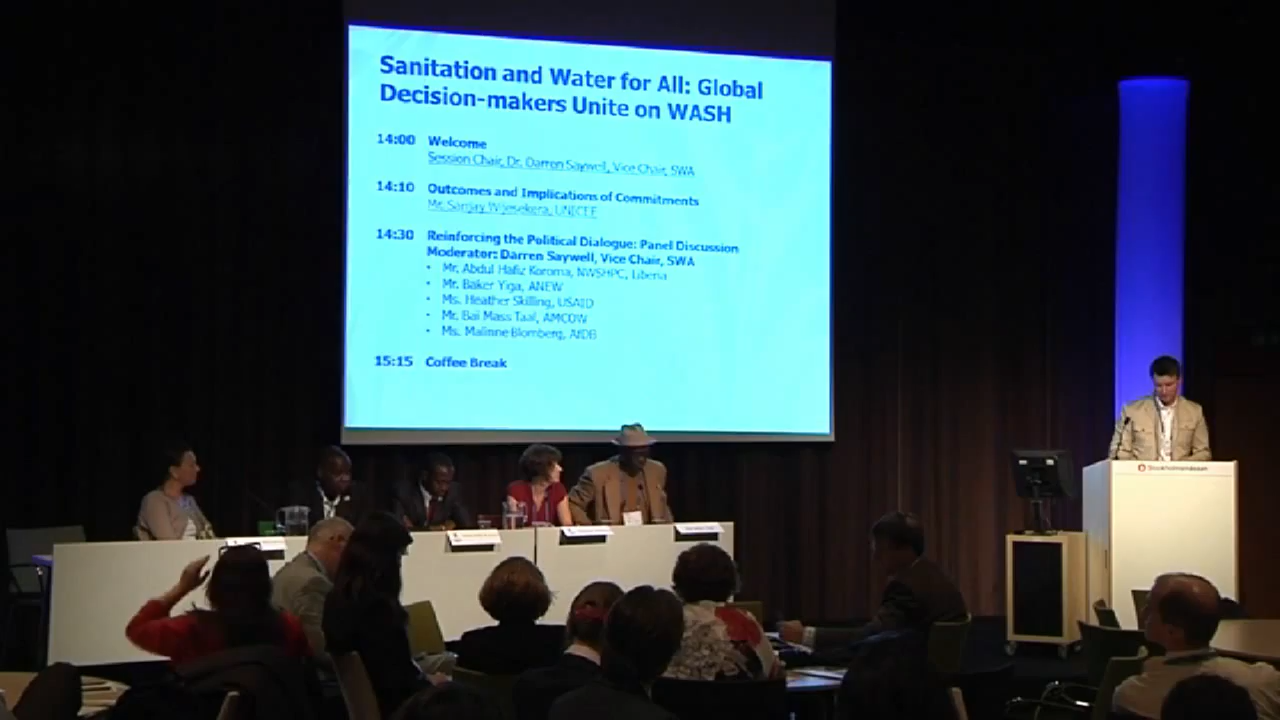 Sanitation and Water for All: Global
Decision-makers Unite on WASH
14:00 Welcome
Session Chair, Dr. Darren Saywell, Vice Chair, SWA
14:10 Outcomes and Implications of Commitments
Mr. Sanjay Wijesekera, UNICEF
14:30 Reinforcing the Political Dialogue: Panel Discussion
Moderator: Darren Saywell, Vice Chair, SWA
• Mr. Abdul Hafiz Koroma, NWSHPC, Liberia
• Mr. Baker Yiga, ANEW
• Ms. Heather Skilling, USAID
• Mr. Bai Mass Taal, AMCOW
• Ms. Malinne Blomberg, AfDB
15:15 Coffee Break
Stockholmsmässan